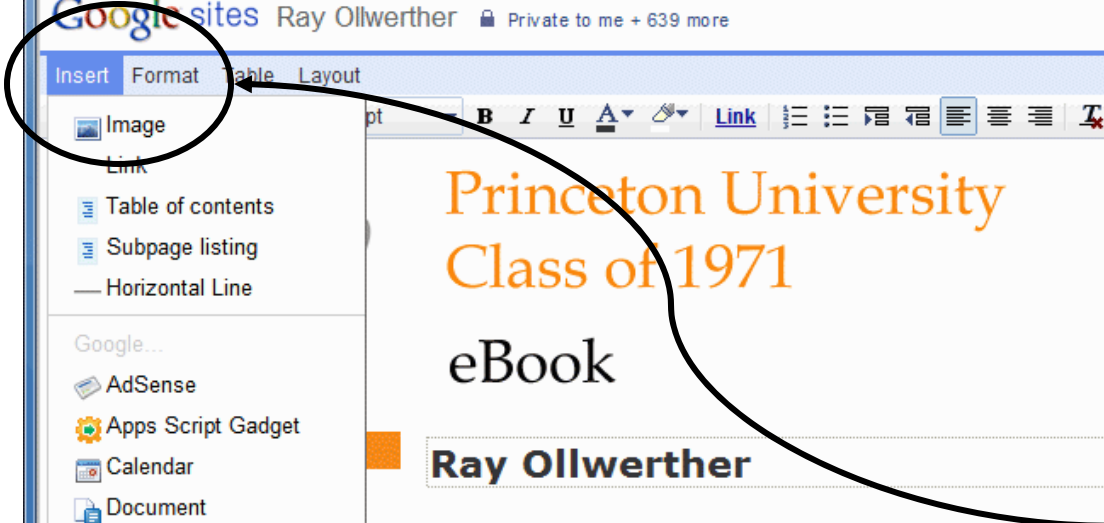 Google sites Ray Ollwerther Private to me + 639 more
Insert Format Table Layout
pt B I U A Link
Image
Link
Table of contents
Subpage listing
Horizontal Line
Google...
AdSense
Apps Script Gadget
Calendar
Document
Princeton University
Class of 1971
eBook
Ray Ollwerther